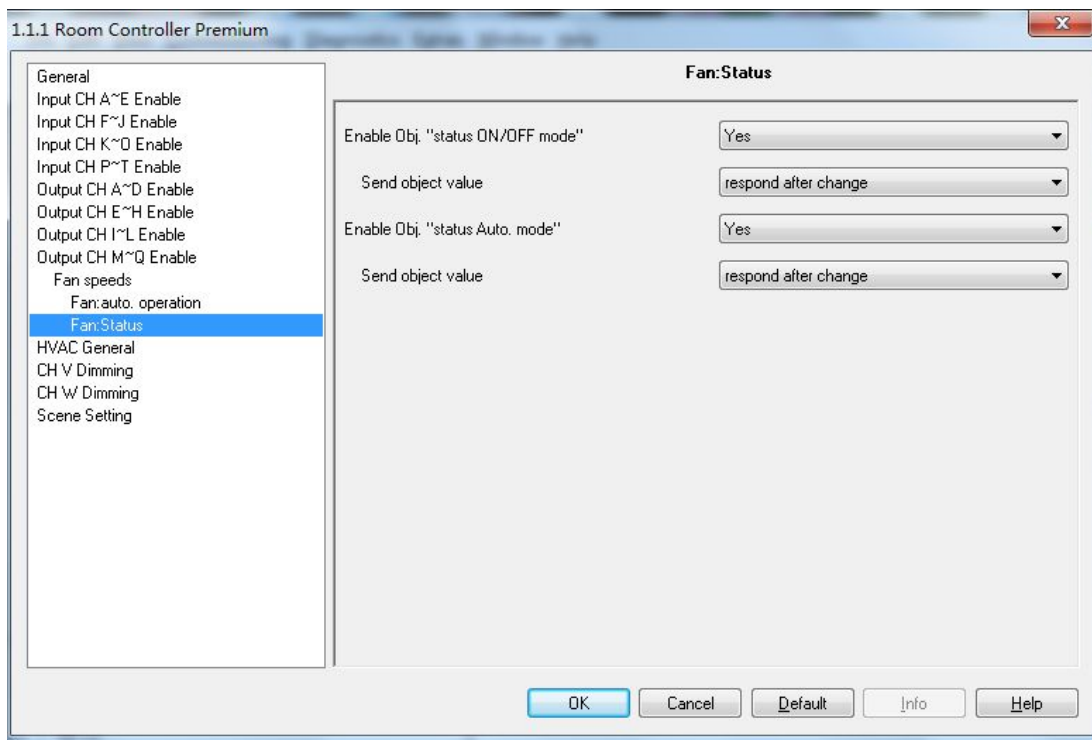 1.1.1 Room Controller Premium
General
Input CH A~E Enable
Input CH F~J Enable
Input CH K~O Enable
Input CH P~T Enable
Output CH A~D Enable
Output CH E~H Enable
Output CH I~L Enable
Output CH M~Q Enable
Fan speeds
Fan:auto. operation
Fan:Status
HVAC General
CH V Dimming
CH W Dimming
Scene Setting
Fan:Status
Enable Obj. "status ON/OFF mode" Yes
Send object value respond after change
Enable Obj. "status Auto. mode" Yes
Send object value respond after change
OK Cancel Default Info Help